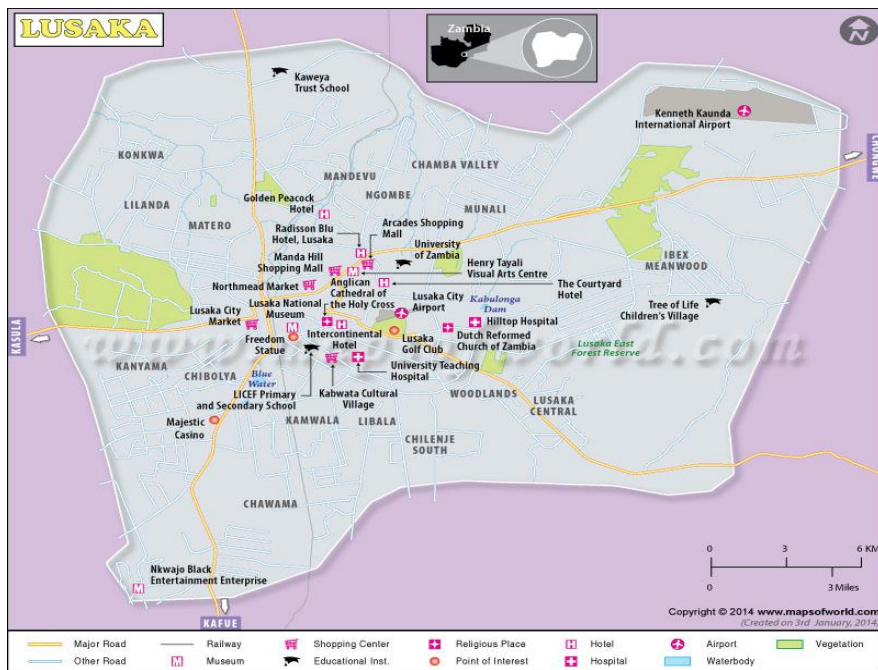 LUSAKA
Zambia
N
Kaweya
Trust School
Kenneth Kaunda
International Airport
CHONGWE
KONKWA
CHAMBA VALLEY
MANDEVU
NGOMBE
Golden Peacock
Hotel
LILANDA
MATERO
MUNALI
Radisson Blu
Hotel, Lusaka
Arcades Shopping
Mall
University
of Zambia
Manda Hill
Shopping Mall
Henry Tayali
Visual Arts Centre
IBEX
MEANWOOD
Northmead Market
Anglican
Cathedral of
the Holy Cross
The Courtyard
Hotel
Lusaka National
Museum
Lusaka City
Airport
Kabulonga
Dam
Tree of Life
Children's Village
Lusaka City
Market
Hilltop Hospital
KASULA
Freedom
Statue
Intercontinental
Hotel
Lusaka
Golf Club
Dutch Reformed
Church of Zambia
Lusaka East
Forest Reserve
KANYAMA
CHIBOLYA
Blue
Water
University Teaching
Hospital
LICEF Primary
and Secondary School
Kabwata Cultural
Village
WOODLANDS
LUSAKA
CENTRAL
Majestic
Casino
KAMWALA
LIBALA
CHILENJE
SOUTH
CHAWAMA
Nkwajo Black
Entertainment Enterprise
KAFUE
0 3 6 KM
0 3 Miles
Copyright © 2014 www.mapsofworld.com
(Created on 3rd January, 2014)
Major Road
Railway
Shopping Center
Religious Place
H Hotel
Airport
Vegetation
Other Road
M Museum
Educational Inst.
Point of Interest
Hospital
Waterbody